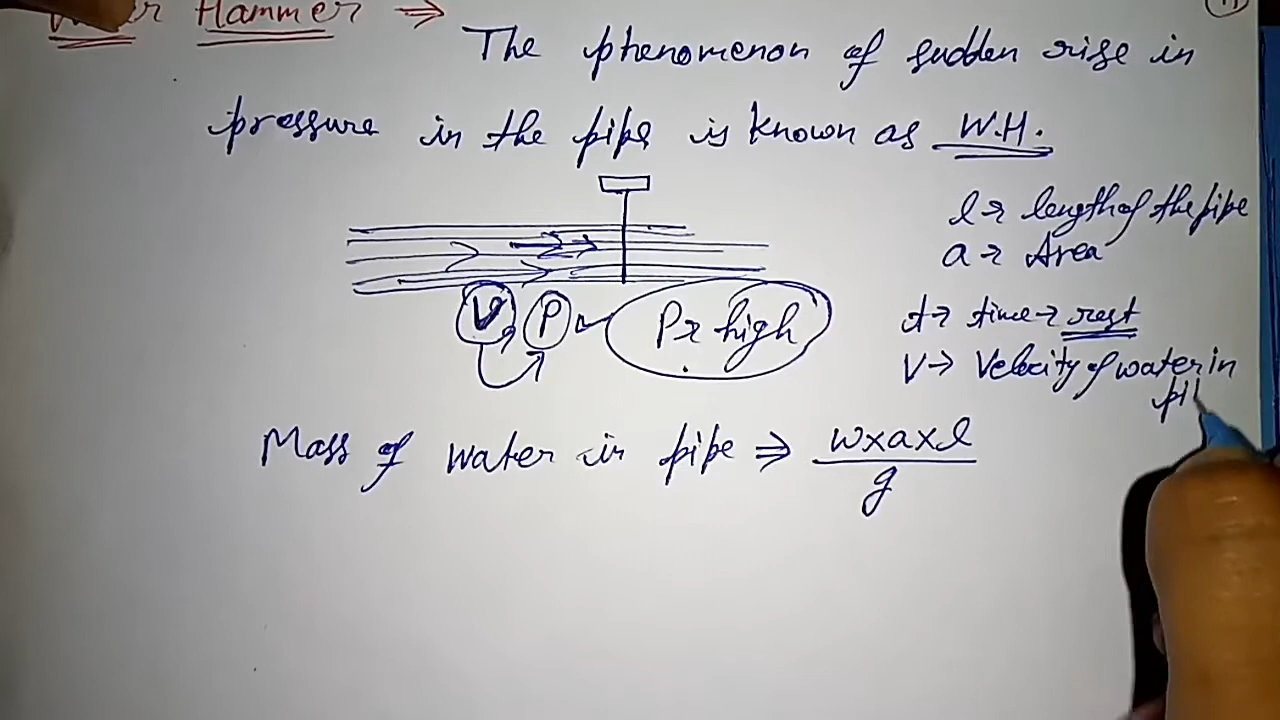 Hammer ⇒
The phenomenon of sudden rise in
pressure in the pipe is known as W.H.
l → length of the pipe
a → Area
t → time → rest
V → Velocity of water in
V P P → high
Mass of water in pipe ⇒ w×a×l
g